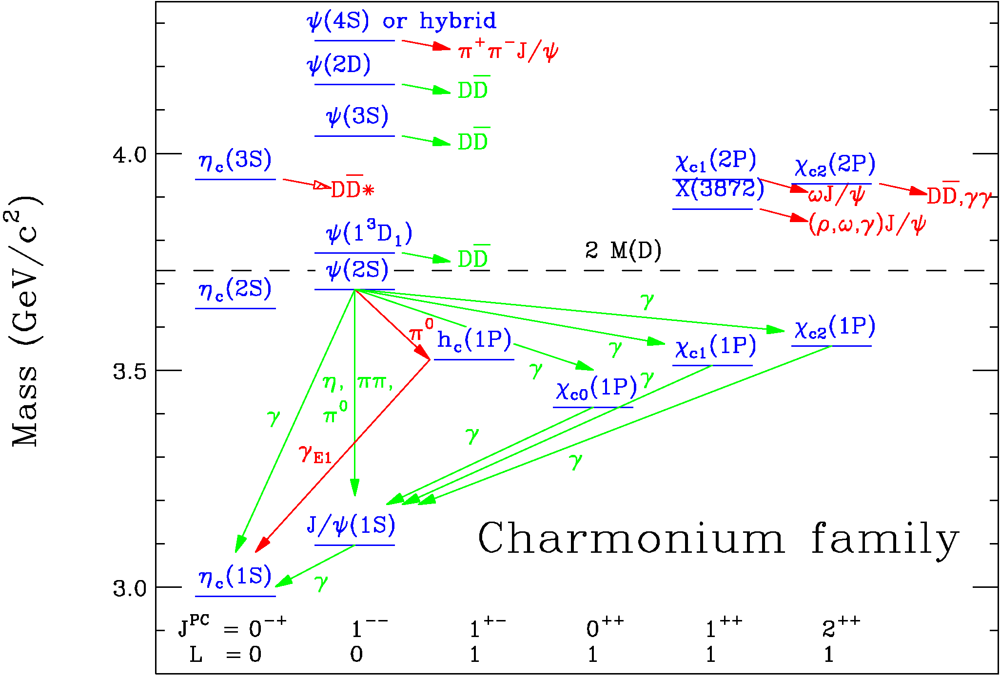 ψ(4S) or hybrid
π⁺π⁻J/ψ
ψ(2D)
DD̅
ψ(3S)
DD̅
4.0
η_c(3S)
DD̅*
χ_c1(2P)
χ_c2(2P)
X(3872)
ωJ/ψ
DD̅,γγ
(ρ,ω,γ)J/ψ
ψ(1³D₁)
DD̅
2 M(D)
ψ(2S)
η_c(2S)
γ
π⁰
h_c(1P)
χ_c2(1P)
χ_c1(1P)
γ
γ
3.5
η, ππ,
π⁰
χ_c0(1P)
γ
γ
γ
γ_E1
γ
Mass (GeV/c²)
J/ψ(1S)
Charmonium family
η_c(1S)
γ
3.0
J^PC = 0⁻⁺ 1⁻⁻ 1⁺⁻ 0⁺⁺ 1⁺⁺ 2⁺⁺
L = 0 0 1 1 1 1